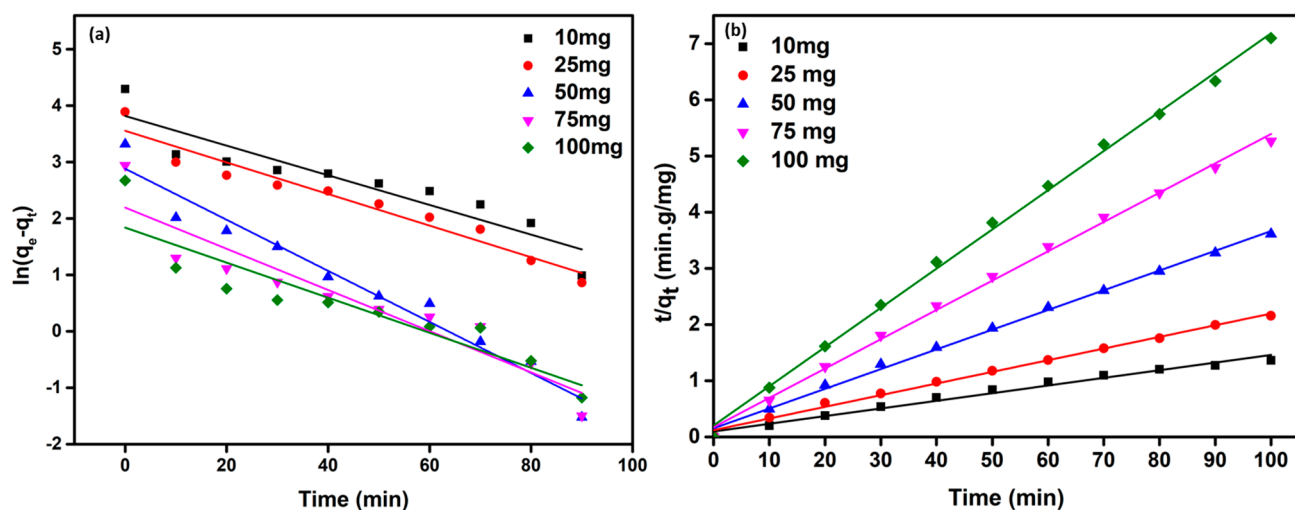 (a)
10mg
25mg
50mg
75mg
100mg
ln(qe-qt)
5
4
3
2
1
0
-1
-2
0 20 40 60 80 100
Time (min)
(b)
10mg
25 mg
50 mg
75 mg
100 mg
t/qt (min.g/mg)
7
6
5
4
3
2
1
0
0 10 20 30 40 50 60 70 80 90 100
Time (min)